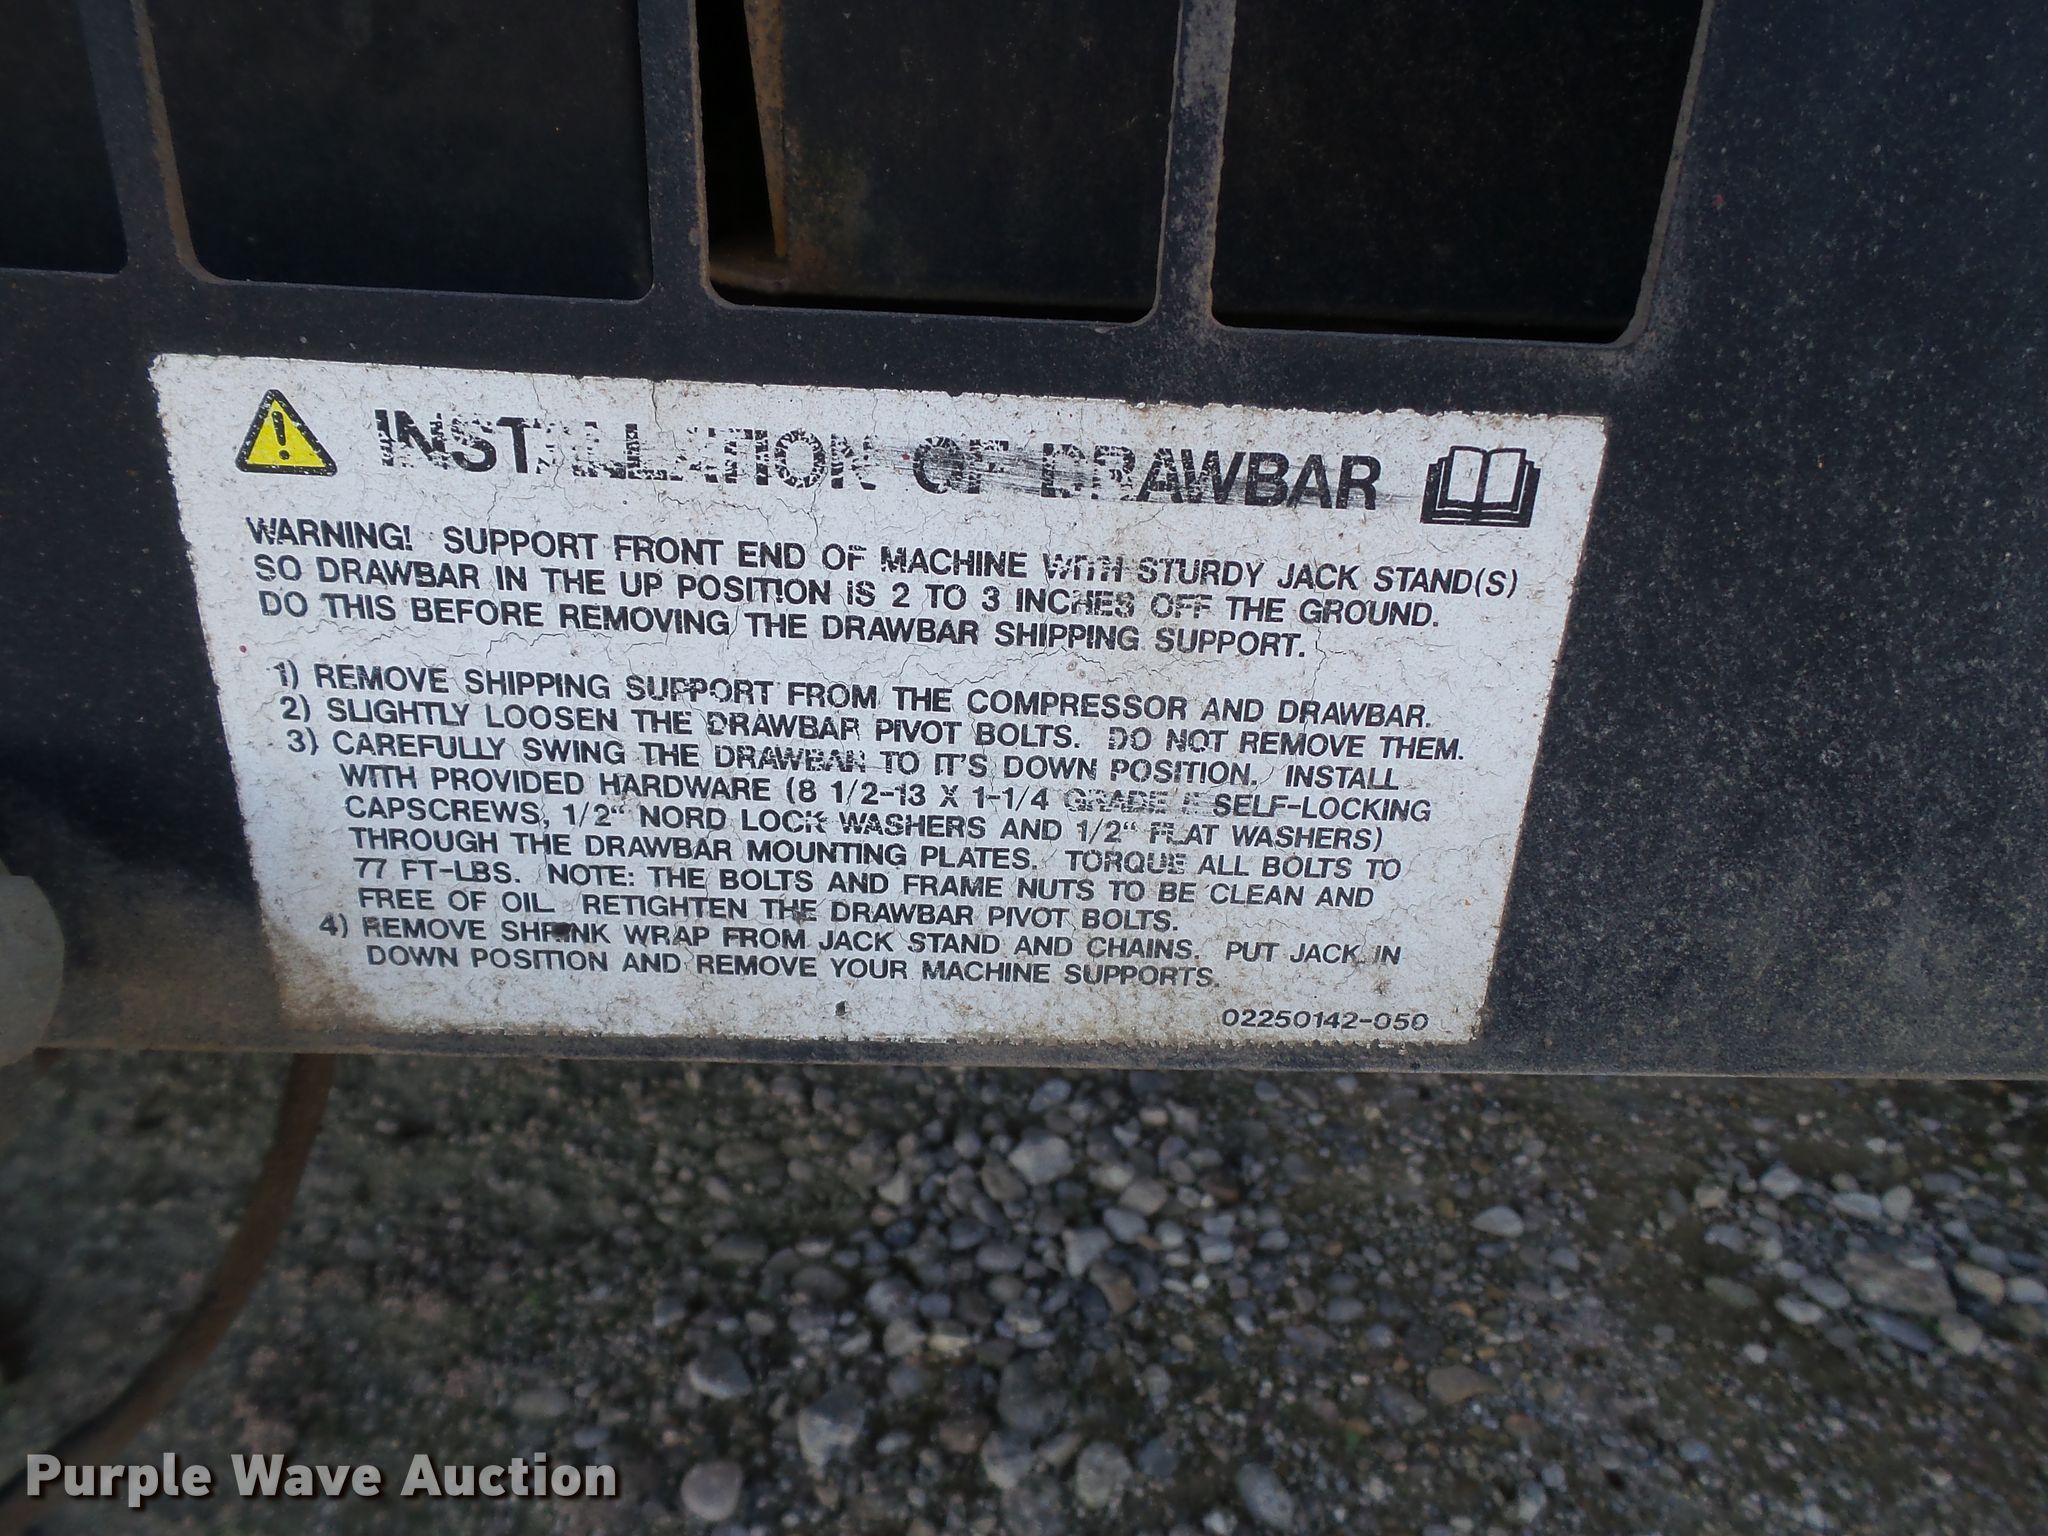 INSTALLATION OF DRAWBAR
WARNING! SUPPORT FRONT END OF MACHINE WITH STURDY JACK STAND(S)
SO DRAWBAR IN THE UP POSITION IS 2 TO 3 INCHES OFF THE GROUND.
DO THIS BEFORE REMOVING THE DRAWBAR SHIPPING SUPPORT.
1) REMOVE SHIPPING SUPPORT FROM THE COMPRESSOR AND DRAWBAR.
2) SLIGHTLY LOOSEN THE DRAWBAR PIVOT BOLTS. DO NOT REMOVE THEM.
3) CAREFULLY SWING THE DRAWBAR TO IT'S DOWN POSITION. INSTALL
WITH PROVIDED HARDWARE (8 1/2-13 X 1-1/4 GRADE SELF-LOCKING
CAPSCREWS, 1/2" NORD LOCK WASHERS AND 1/2" FLAT WASHERS)
THROUGH THE DRAWBAR MOUNTING PLATES. TORQUE ALL BOLTS TO
77 FT-LBS. NOTE: THE BOLTS AND FRAME NUTS TO BE CLEAN AND
FREE OF OIL. RETIGHTEN THE DRAWBAR PIVOT BOLTS.
4) REMOVE SHRINK WRAP FROM JACK STAND AND CHAINS. PUT JACK IN
DOWN POSITION AND REMOVE YOUR MACHINE SUPPORTS.
02250142-050
Purple Wave Auction